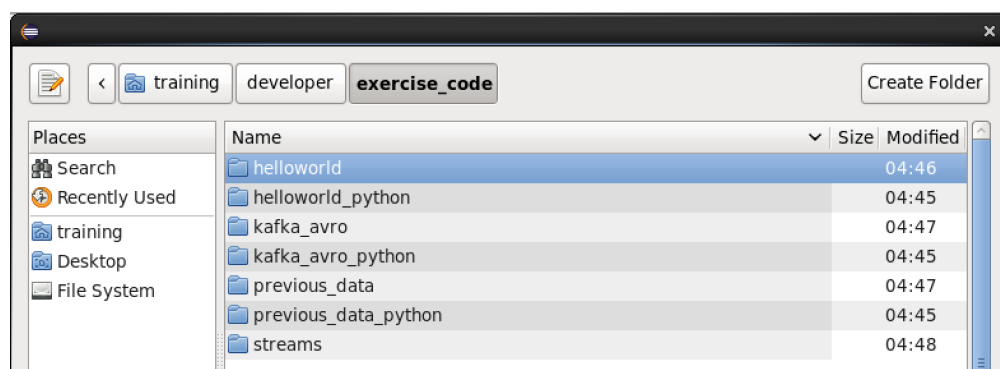 training developer exercise_code Create Folder
Places Name Size Modified
Search helloworld 04:46
Recently Used helloworld_python 04:45
training kafka_avro 04:47
Desktop kafka_avro_python 04:45
File System previous_data 04:47
previous_data_python 04:45
streams 04:48